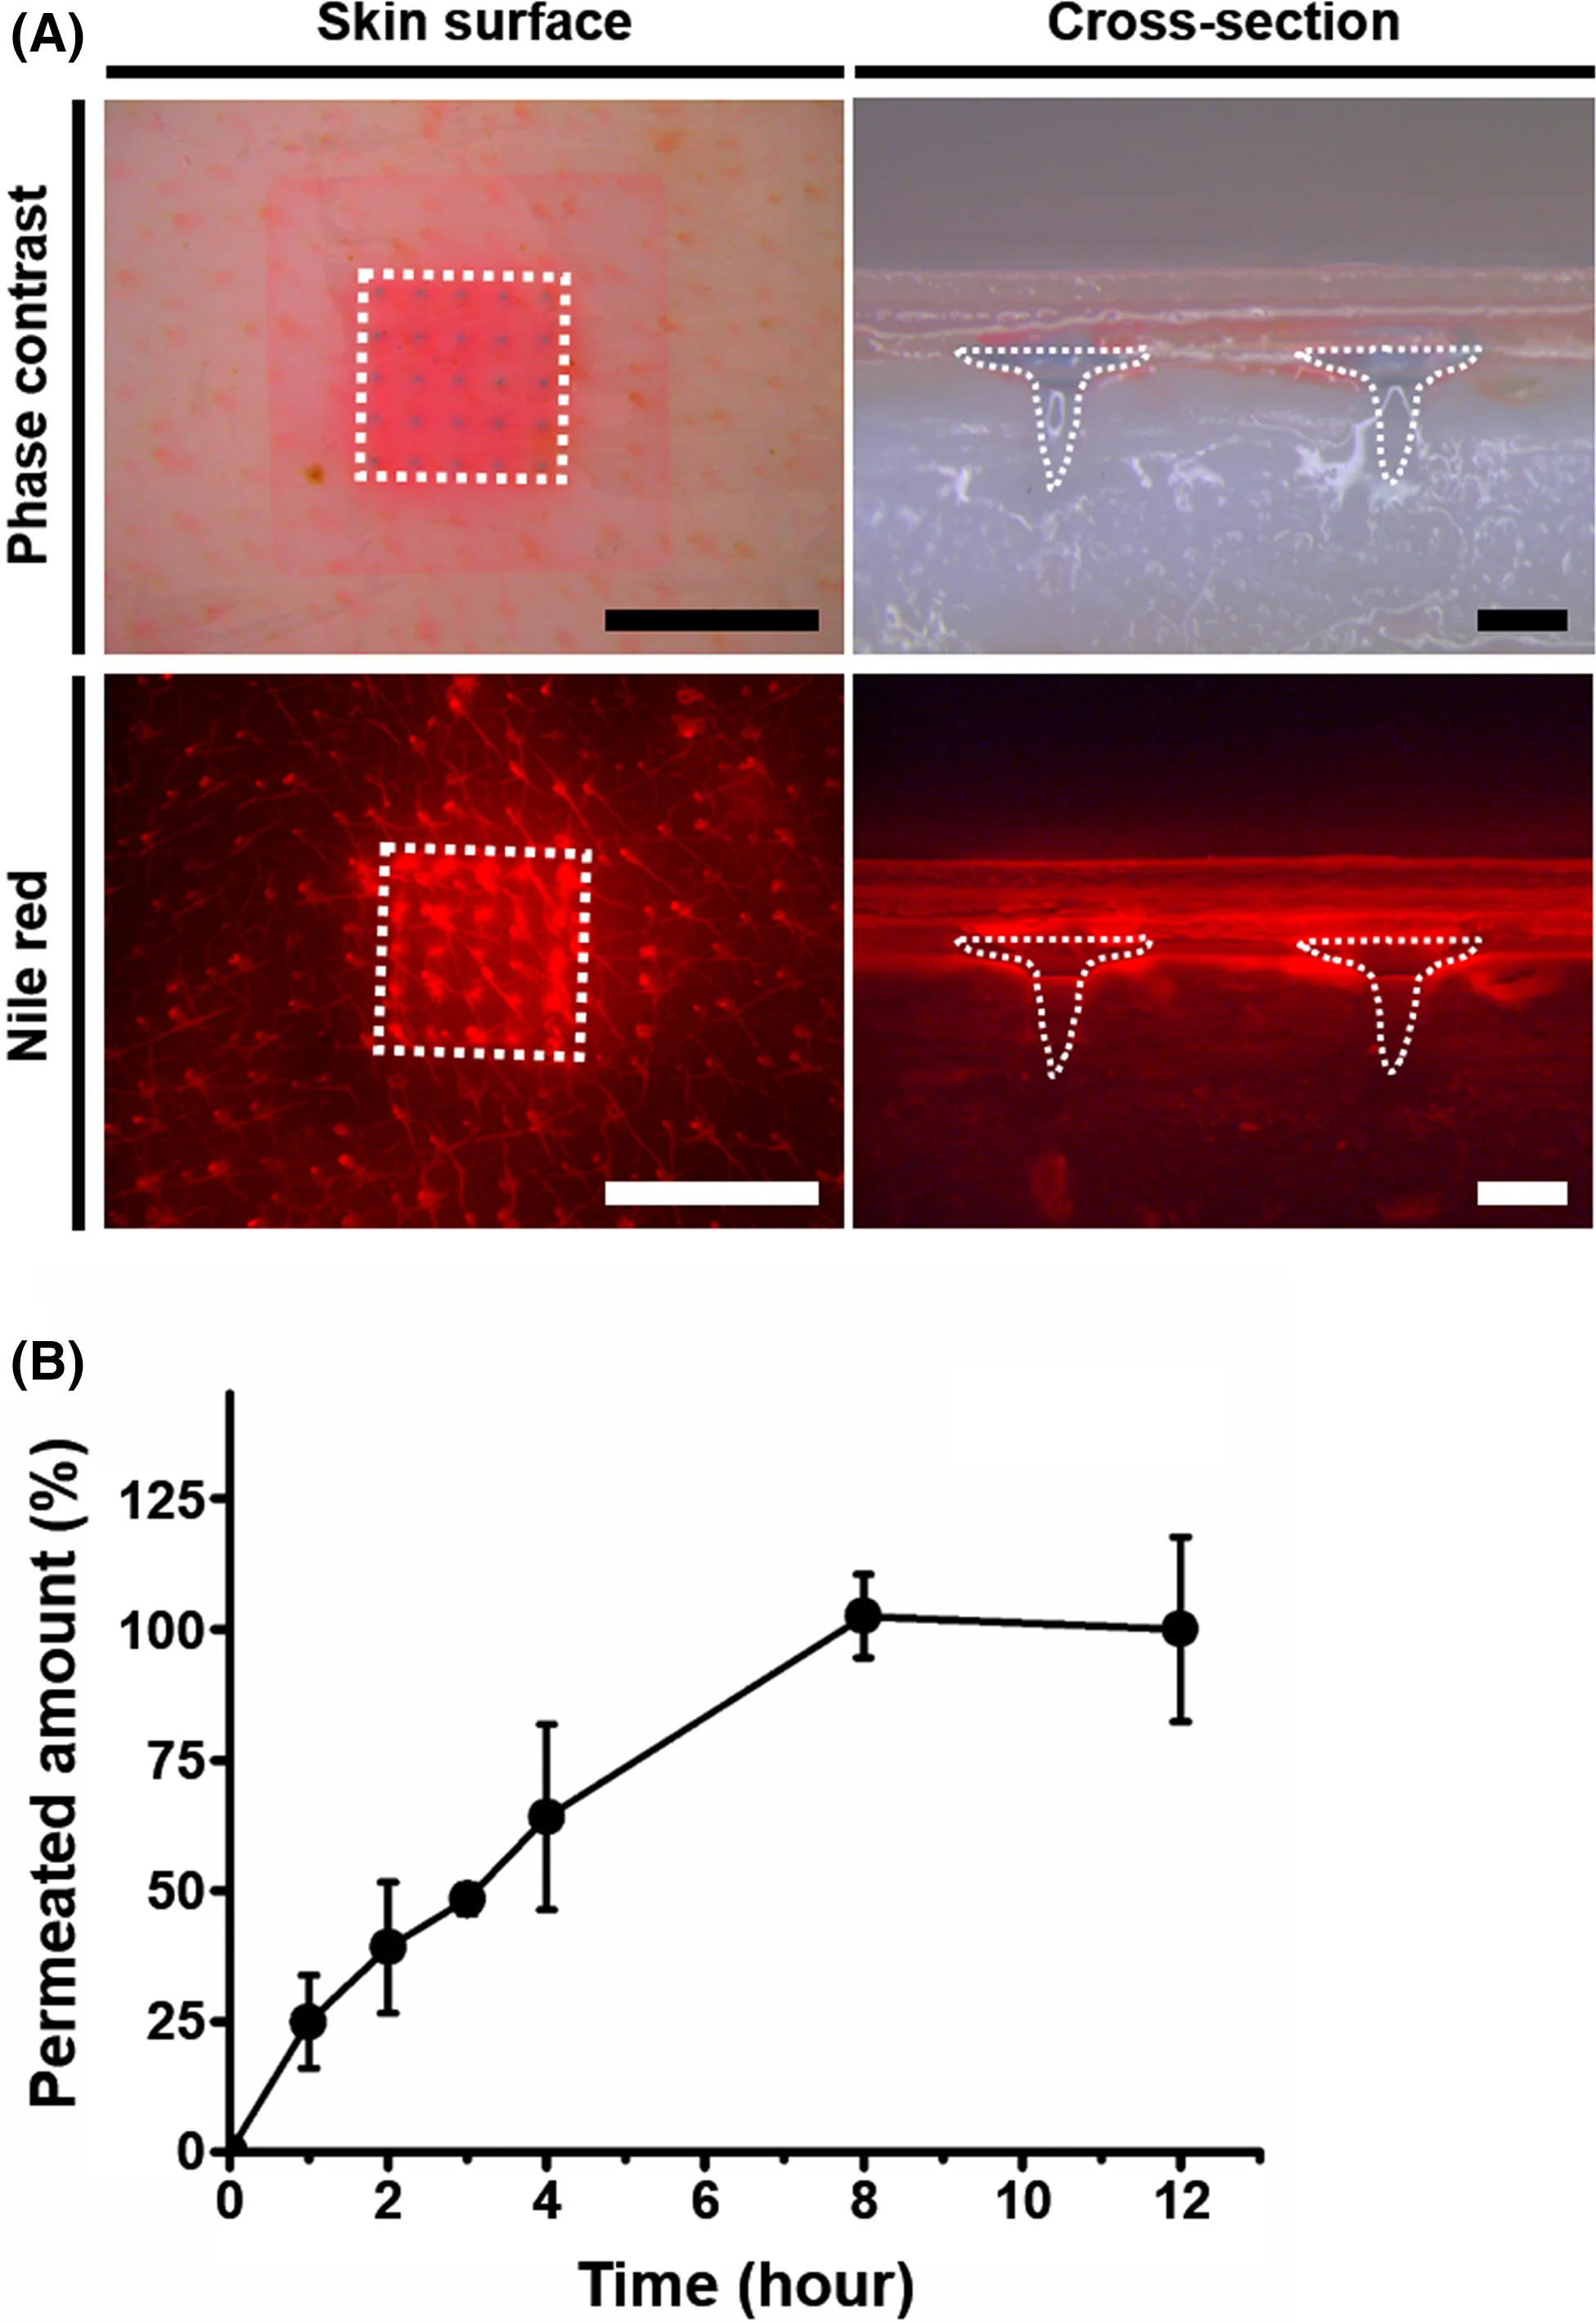 (A)
Skin surface
Cross-section
Phase contrast
Nile red
(B)
Permeated amount (%)
125
100
75
50
25
0
0 2 4 6 8 10 12
Time (hour)